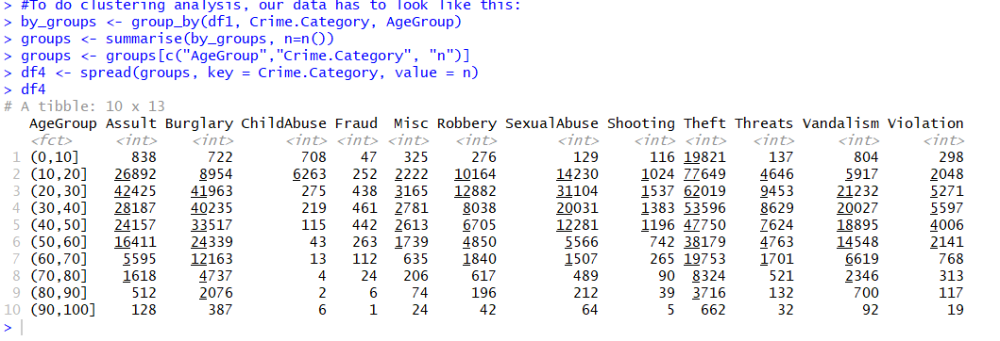 > #To do clustering analysis, our data has to look like this:
> by_groups <- group_by(df1, Crime.Category, AgeGroup)
> groups <- summarise(by_groups, n=n())
> groups <- groups[c("AgeGroup","Crime.Category", "n")]
> df4 <- spread(groups, key = Crime.Category, value = n)
> df4
# A tibble: 10 x 13
AgeGroup Assult Burglary ChildAbuse Fraud Misc Robbery SexualAbuse Shooting Theft Threats Vandalism Violation
<fct> <int> <int> <int> <int> <int> <int> <int> <int> <int> <int> <int> <int>
1 (0,10] 838 722 708 47 325 276 129 116 19821 137 804 298
2 (10,20] 26892 8954 6263 252 2222 10164 14230 1024 77649 4646 5917 2048
3 (20,30] 42425 41963 275 438 3165 12882 31104 1537 62019 9453 21232 5271
4 (30,40] 28187 40235 219 461 2781 8038 20031 1383 53596 8629 20027 5597
5 (40,50] 24157 33517 115 442 2613 6705 12281 1196 47750 7624 18895 4006
6 (50,60] 16411 24339 43 263 1739 4850 5566 742 38179 4763 14548 2141
7 (60,70] 5595 12163 13 112 635 1840 1507 265 19753 1701 6619 768
8 (70,80] 1618 4737 4 24 206 617 489 90 8324 521 2346 313
9 (80,90] 512 2076 2 6 74 196 212 39 3716 132 700 117
10 (90,100] 128 387 6 1 24 42 64 5 662 32 92 19
>